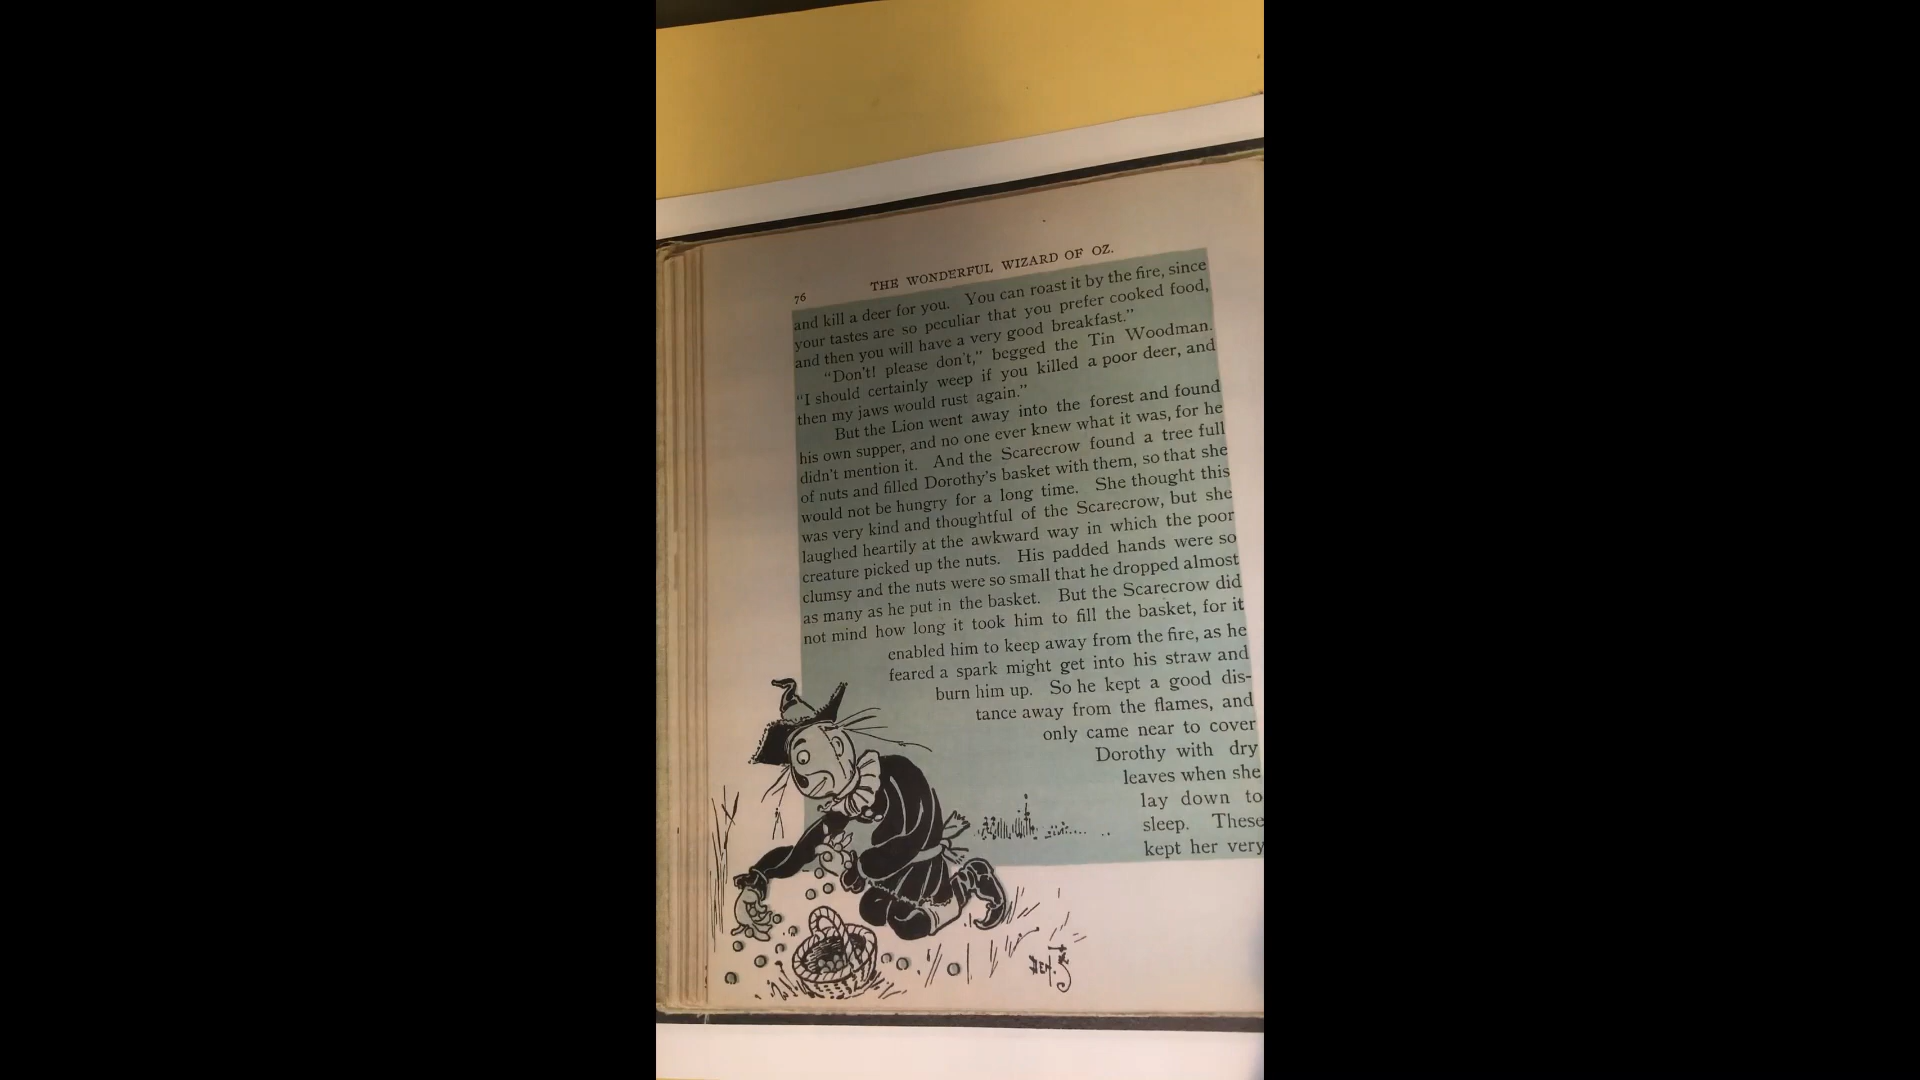 76
THE WONDERFUL WIZARD OF OZ.
and kill a deer for you. You can roast it by the fire, since
your tastes are so peculiar that you prefer cooked food,
and then you will have a very good breakfast."
"Don't! please don't," begged the Tin Woodman.
"I should certainly weep if you killed a poor deer, and
then my jaws would rust again."
But the Lion went away into the forest and found
his own supper, and no one ever knew what it was, for he
didn't mention it. And the Scarecrow found a tree full
of nuts and filled Dorothy's basket with them, so that she
would not be hungry for a long time. She thought this
was very kind and thoughtful of the Scarecrow, but she
laughed heartily at the awkward way in which the poor
creature picked up the nuts. His padded hands were so
clumsy and the nuts were so small that he dropped almost
as many as he put in the basket. But the Scarecrow did
not mind how long it took him to fill the basket, for it
enabled him to keep away from the fire, as he
feared a spark might get into his straw and
burn him up. So he kept a good dis-
tance away from the flames, and
only came near to cover
Dorothy with dry
leaves when she
lay down to
sleep. These
kept her very